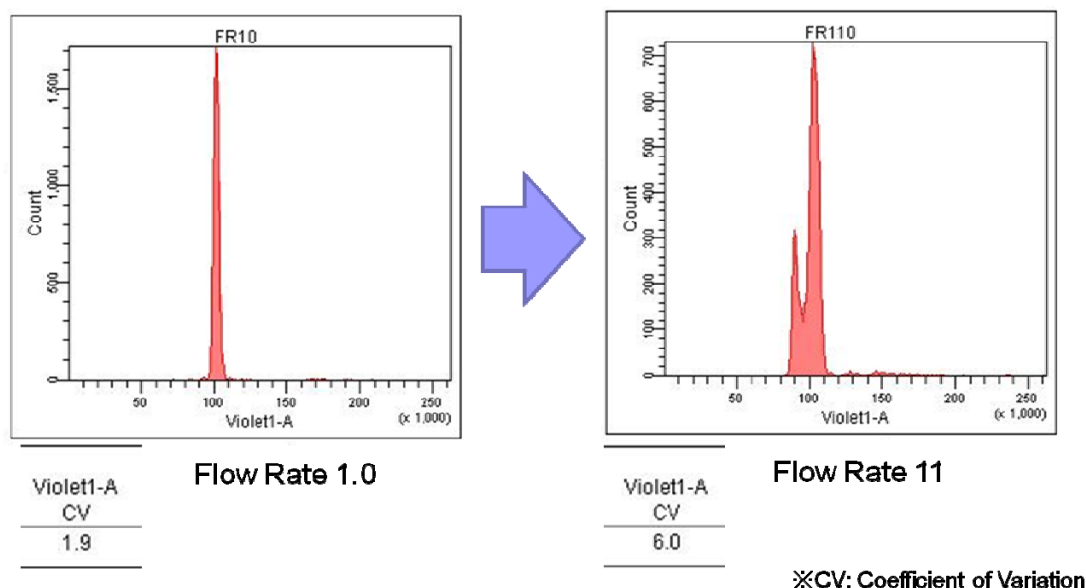 FR10
1,500
1,000
500
0
Count
50 100 150 200 250
(x 1,000)
Violet1-A
Flow Rate 1.0
Violet1-A
CV
1.9
FR110
700
600
500
400
300
200
100
0
Count
50 100 150 200 250
(x 1,000)
Violet1-A
Flow Rate 11
Violet1-A
CV
6.0
※CV: Coefficient of Variation